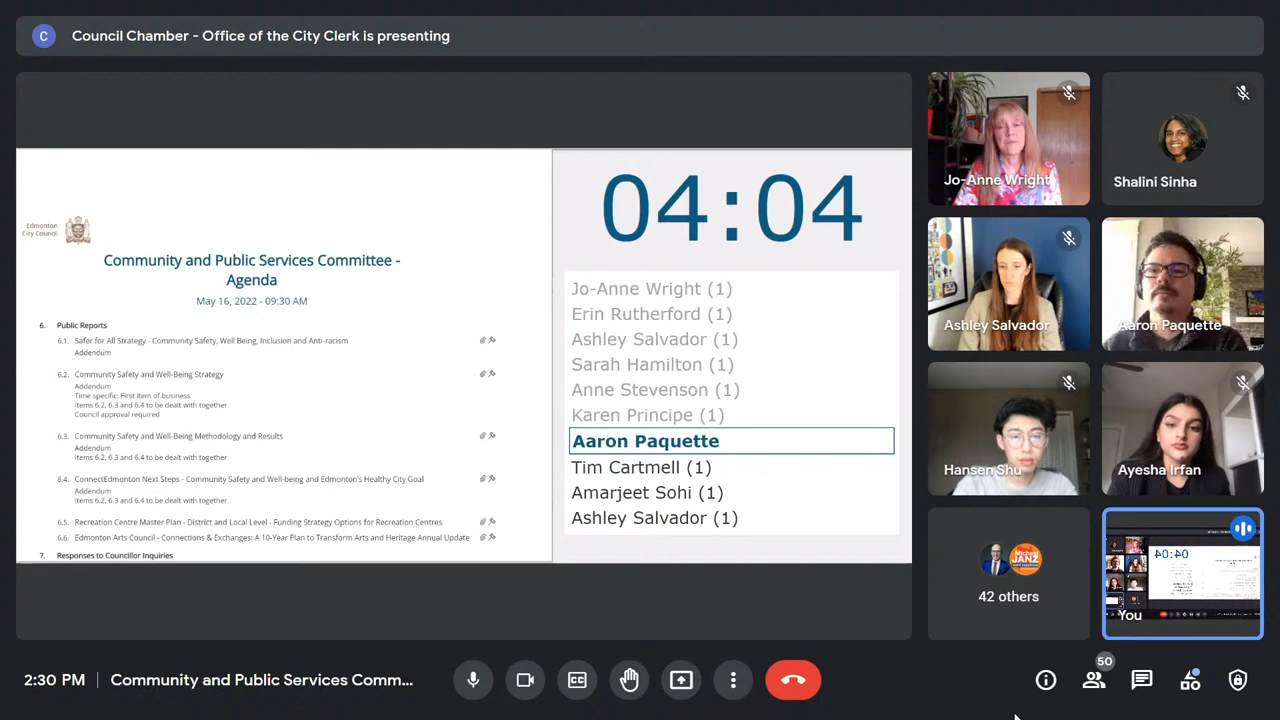 C Council Chamber - Office of the City Clerk is presenting
Edmonton
City Council
Community and Public Services Committee -
Agenda
May 16, 2022 - 09:30 AM
6. Public Reports
6.1. Safer for All Strategy - Community Safety, Well Being, Inclusion and Anti-racism
Addendum
6.2. Community Safety and Well-Being Strategy
Addendum
Time specific: First item of business
Items 6.2, 6.3 and 6.4 to be dealt with together
Council approval required
6.3. Community Safety and Well-Being Methodology and Results
Addendum
Items 6.2, 6.3 and 6.4 to be dealt with together
6.4. ConnectEdmonton Next Steps - Community Safety and Well-being and Edmonton's Healthy City Goal
Addendum
Items 6.2, 6.3 and 6.4 to be dealt with together
6.5. Recreation Centre Master Plan - District and Local Level - Funding Strategy Options for Recreation Centres
6.6. Edmonton Arts Council - Connections & Exchanges: A 10-Year Plan to Transform Arts and Heritage Annual Update
7. Responses to Councillor Inquiries
04:04
Jo-Anne Wright (1)
Erin Rutherford (1)
Ashley Salvador (1)
Sarah Hamilton (1)
Anne Stevenson (1)
Karen Principe (1)
Aaron Paquette
Tim Cartmell (1)
Amarjeet Sohi (1)
Ashley Salvador (1)
Jo-Anne Wright
Shalini Sinha
Ashley Salvador
Aaron Paquette
Hansen Shu
Ayesha Irfan
Michael
JANZ
42 others
04:04
You
2:30 PM | Community and Public Services Comm...
CC
50